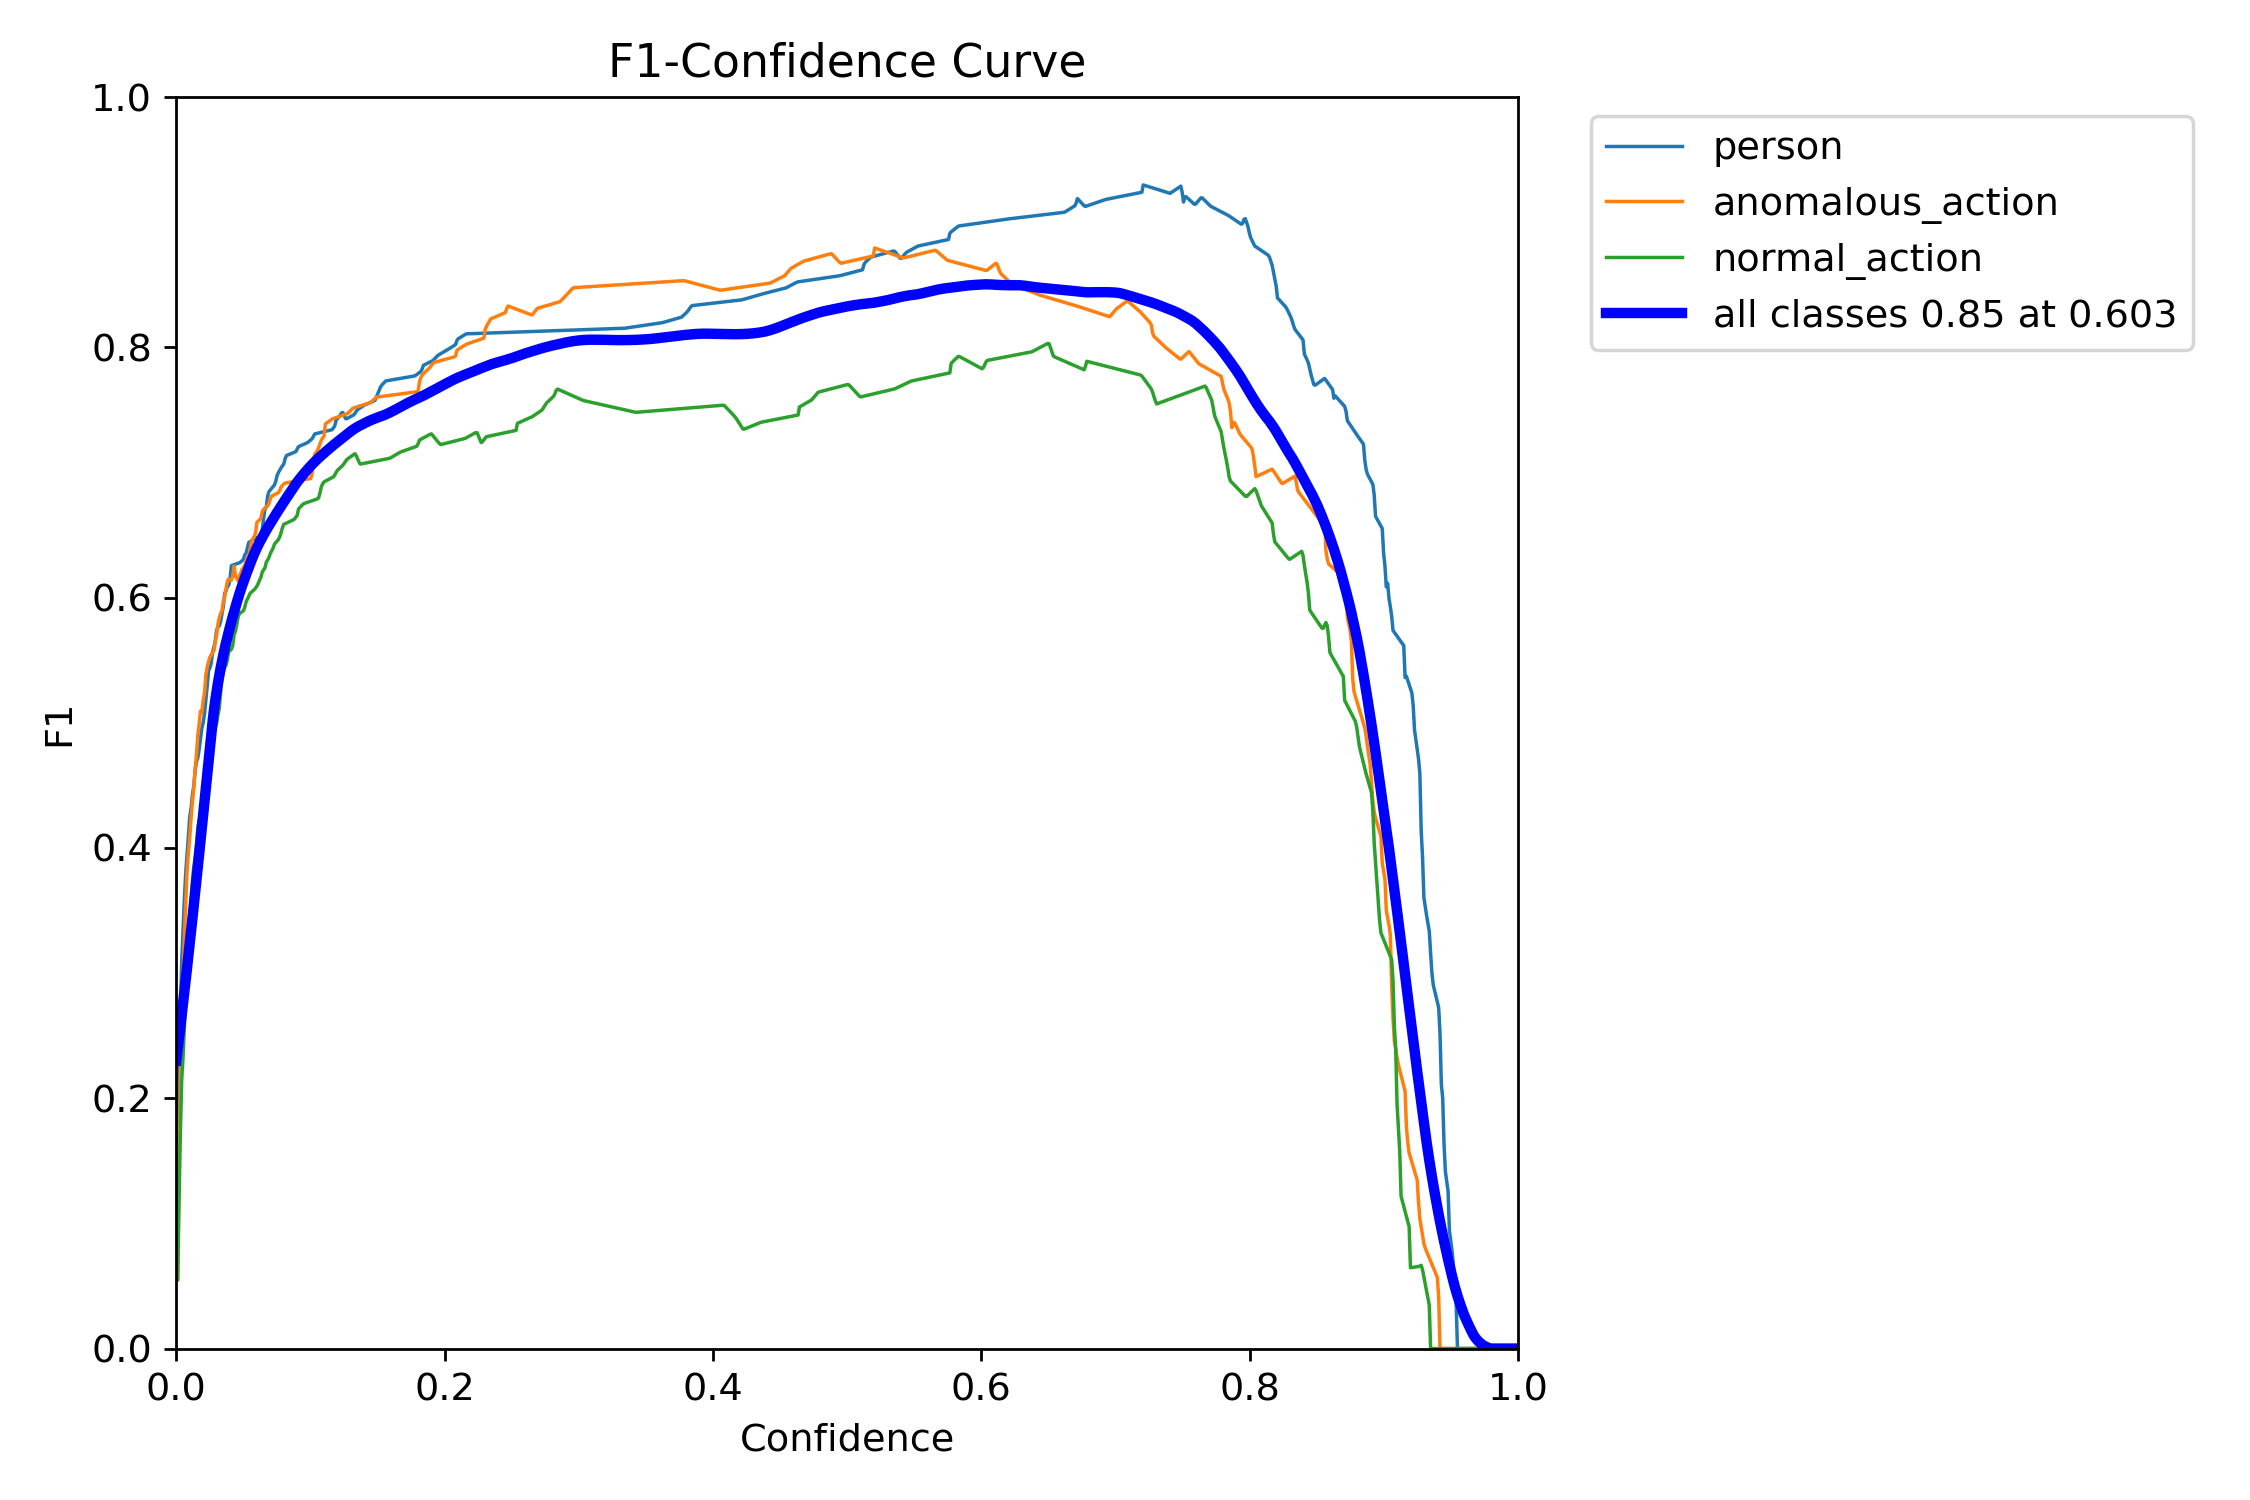 F1-Confidence Curve
1.0
0.8
0.6
0.4
0.2
0.0
F1
0.0 0.2 0.4 0.6 0.8 1.0
Confidence
person
anomalous_action
normal_action
all classes 0.85 at 0.603